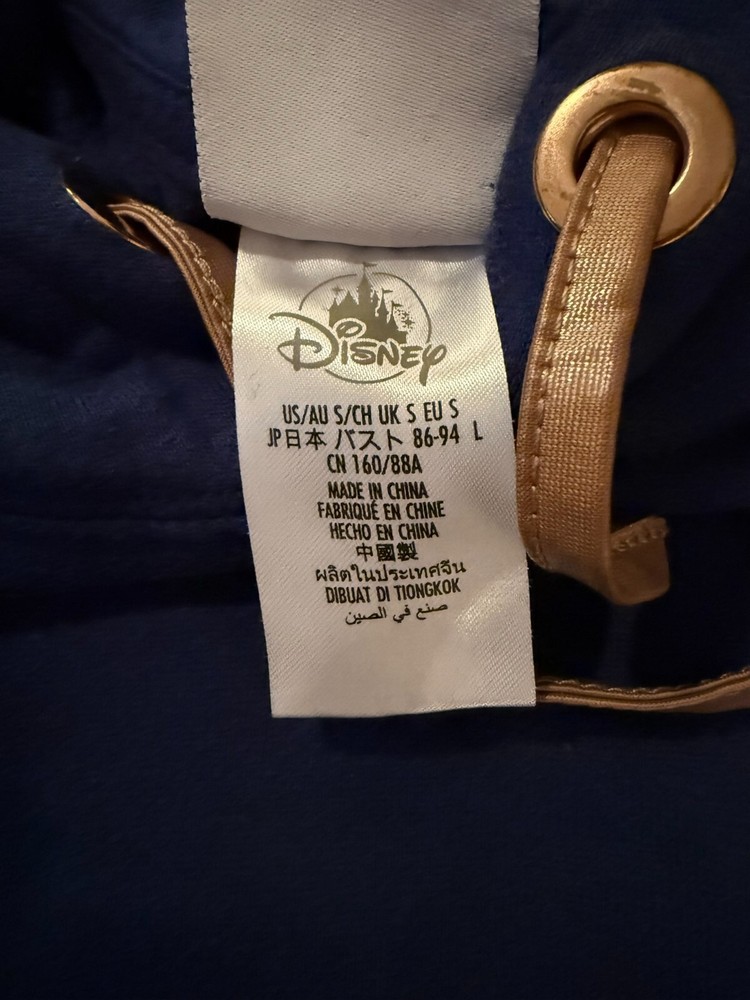 Disney
US/AU S/CH UK S EU S
JP日本 バスト 86-94 L
CN 160/88A
MADE IN CHINA
FABRIQUÉ EN CHINE
HECHO EN CHINA
中國製
ผลิตในประเทศจีน
DIBUAT DI TIONGKOK
صنع في الصين